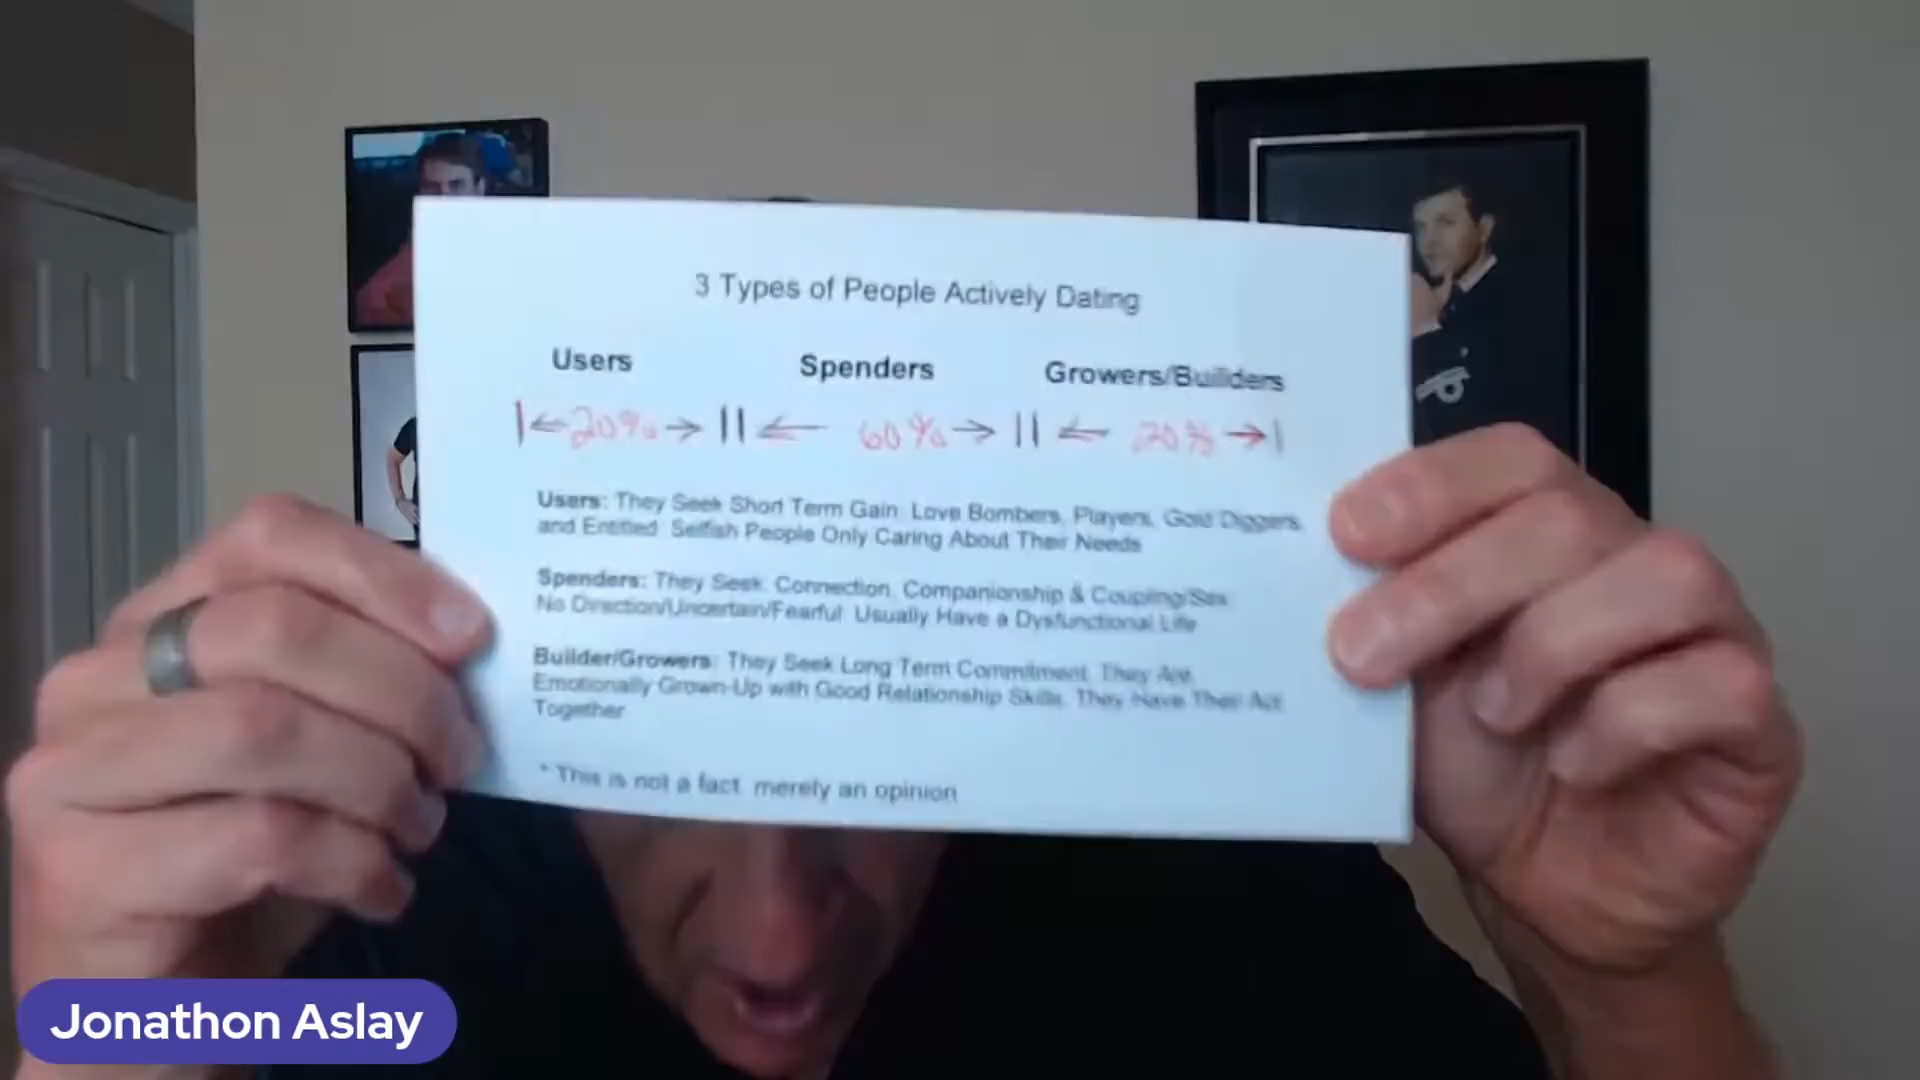 3 Types of People Actively Dating
Users Spenders Growers/Builders
|←20%→||← 60%→||← 20%→|
Users: They Seek Short Term Gain. Love Bombers, Players, Gold Diggers,
and Entitled. Selfish People Only Caring About Their Needs
Spenders: They Seek. Connection, Companionship & Coupling/Sex.
No Direction/Uncertain/Fearful. Usually Have a Dysfunctional Life
Builder/Growers: They Seek Long Term Commitment. They Are
Emotionally Grown-Up with Good Relationship Skills. They Have Their Act
Together
* This is not a fact, merely an opinion
Jonathon Aslay